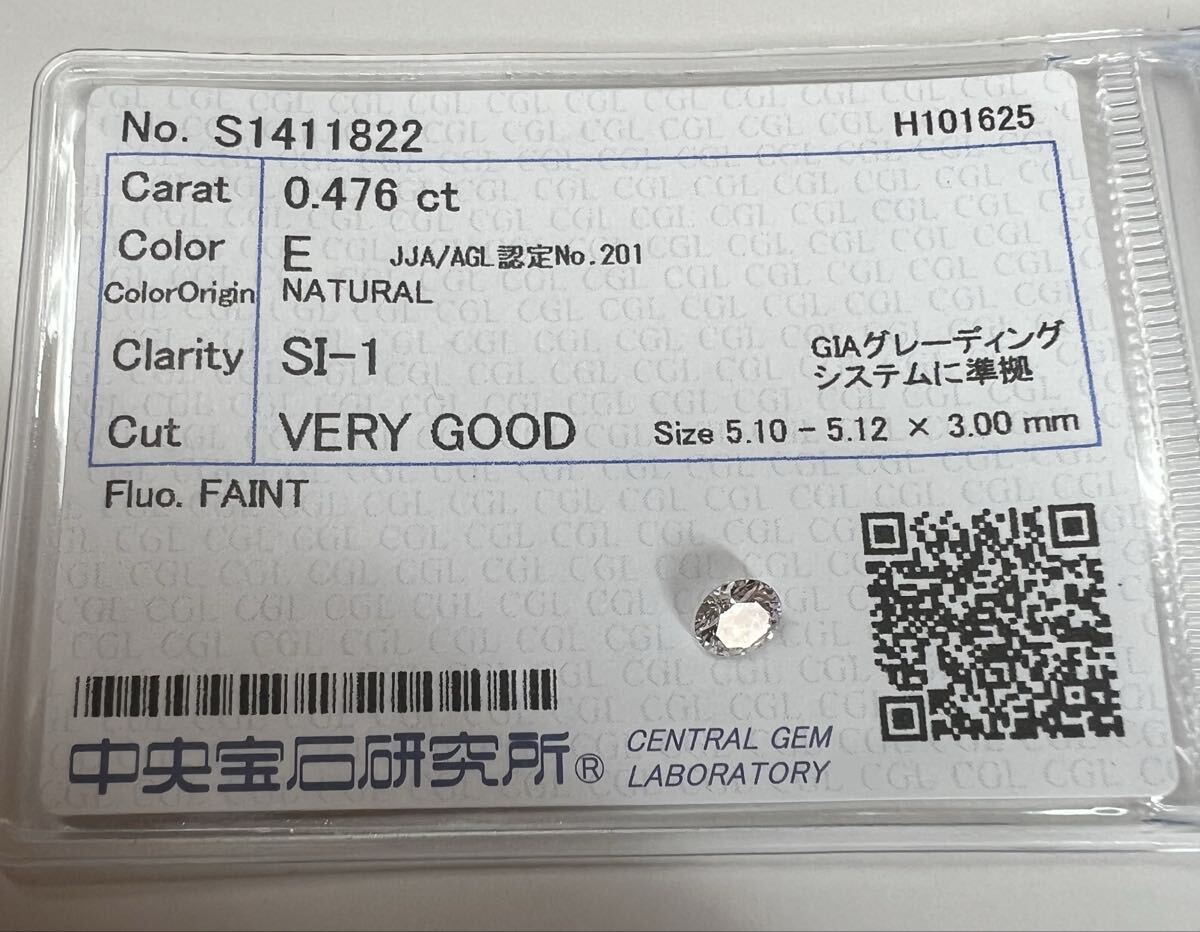 No. S1411822 H101625
Carat 0.476 ct
Color E JJA/AGL認定No.201
ColorOrigin NATURAL
Clarity SI-1 GIAグレーディング
システムに準拠
Cut VERY GOOD Size 5.10 - 5.12 × 3.00 mm
Fluo. FAINT
中央宝石研究所® CENTRAL GEM
LABORATORY